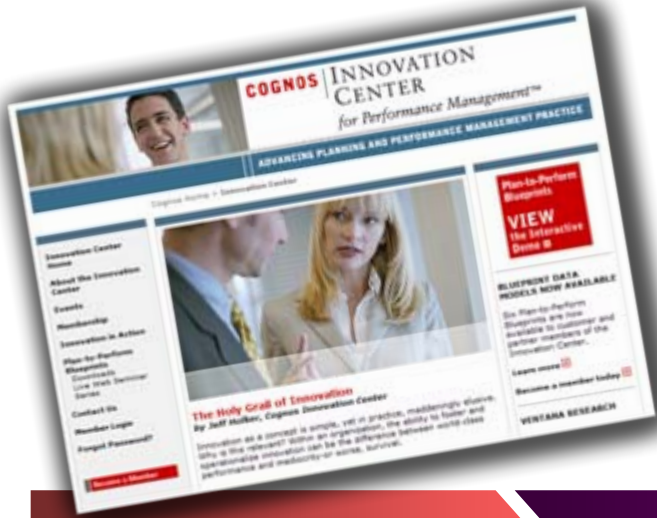 COGNOS | INNOVATION
CENTER
for Performance Management™
ADVANCING PLANNING AND PERFORMANCE MANAGEMENT PRACTICE
Cognos Home > Innovation Center
Innovation Center
Home
About the Innovation
Center
Events
Membership
Innovation in Action
Plan-to-Perform
Blueprints
Downloads
Live Web Seminar
Series
Contact Us
Member Login
Forgot Password?
Become a Member
The Holy Grail of Innovation
by Jeff Holker, Cognos Innovation Center
Innovation as a concept is simple, yet in practice, maddeningly elusive.
Why is this relevant? Within an organization, the ability to foster and
operationalize innovation can be the difference between world-class
performance and mediocrity-or worse, survival.
Plan-to-Perform
Blueprints
VIEW
the Interactive
Demo
BLUEPRINT DATA
MODELS NOW AVAILABLE
Six Plan-to-Perform
Blueprints are now
available to customer and
partner members of the
Innovation Center.
Learn more
Become a member today
VENTANA RESEARCH